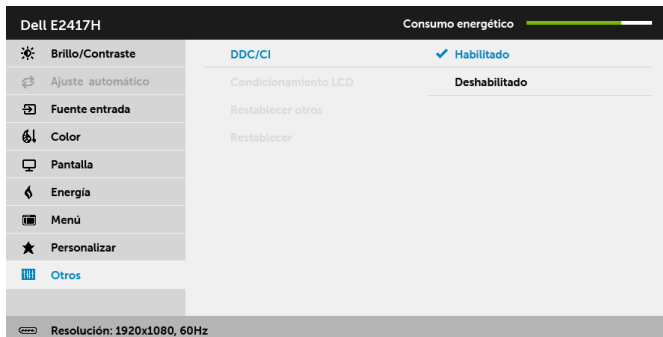 Dell E2417H
Consumo energético
Brillo/Contraste
DDC/CI
Habilitado
Ajuste automático
Condicionamiento LCD
Deshabilitado
Fuente entrada
Restablecer otros
Color
Restablecer
Pantalla
Energía
Menú
Personalizar
Otros
Resolución: 1920x1080, 60Hz